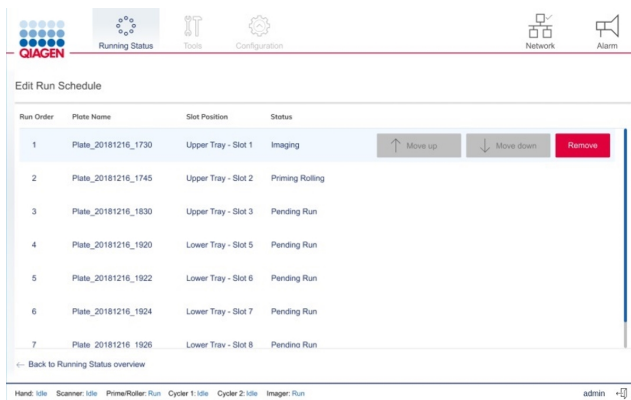 Running Status Tools Configuration Network Alarm
QIAGEN
Edit Run Schedule
Run Order Plate Name Slot Position Status
1 Plate_20181216_1730 Upper Tray - Slot 1 Imaging Move up Move down Remove
2 Plate_20181216_1745 Upper Tray - Slot 2 Priming Rolling
3 Plate_20181216_1830 Upper Tray - Slot 3 Pending Run
4 Plate_20181216_1920 Lower Tray - Slot 5 Pending Run
5 Plate_20181216_1922 Lower Tray - Slot 6 Pending Run
6 Plate_20181216_1924 Lower Tray - Slot 7 Pending Run
7 Plate_20181216_1926 Lower Tray - Slot 8 Pending Run
← Back to Running Status overview
Hand: Idle Scanner: Idle Prime/Roller: Run Cycler 1: Idle Cycler 2: Idle Imager: Run admin